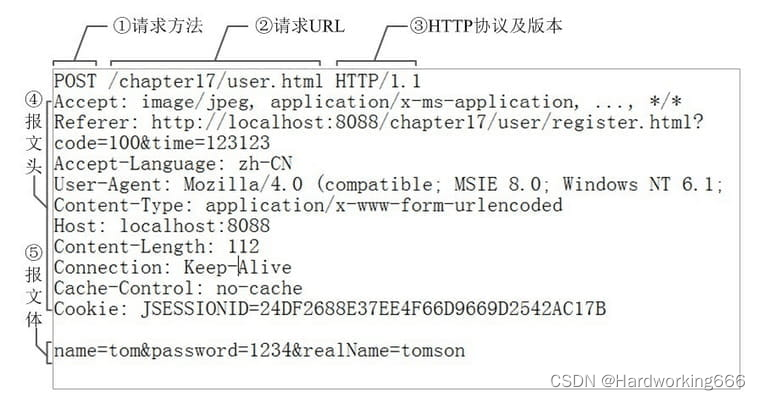 ①请求方法 ②请求URL ③HTTP协议及版本
POST /chapter17/user.html HTTP/1.1
Accept: image/jpeg, application/x-ms-application, ..., */*
Referer: http://localhost:8088/chapter17/user/register.html?
code=100&time=123123
Accept-Language: zh-CN
User-Agent: Mozilla/4.0 (compatible; MSIE 8.0; Windows NT 6.1;
Content-Type: application/x-www-form-urlencoded
Host: localhost:8088
Content-Length: 112
Connection: Keep-Alive
Cache-Control: no-cache
Cookie: JSESSIONID=24DF2688E37EE4F66D9669D2542AC17B
name=tom&password=1234&realName=tomson
④报文头
⑤报文体
CSDN @Hardworking666